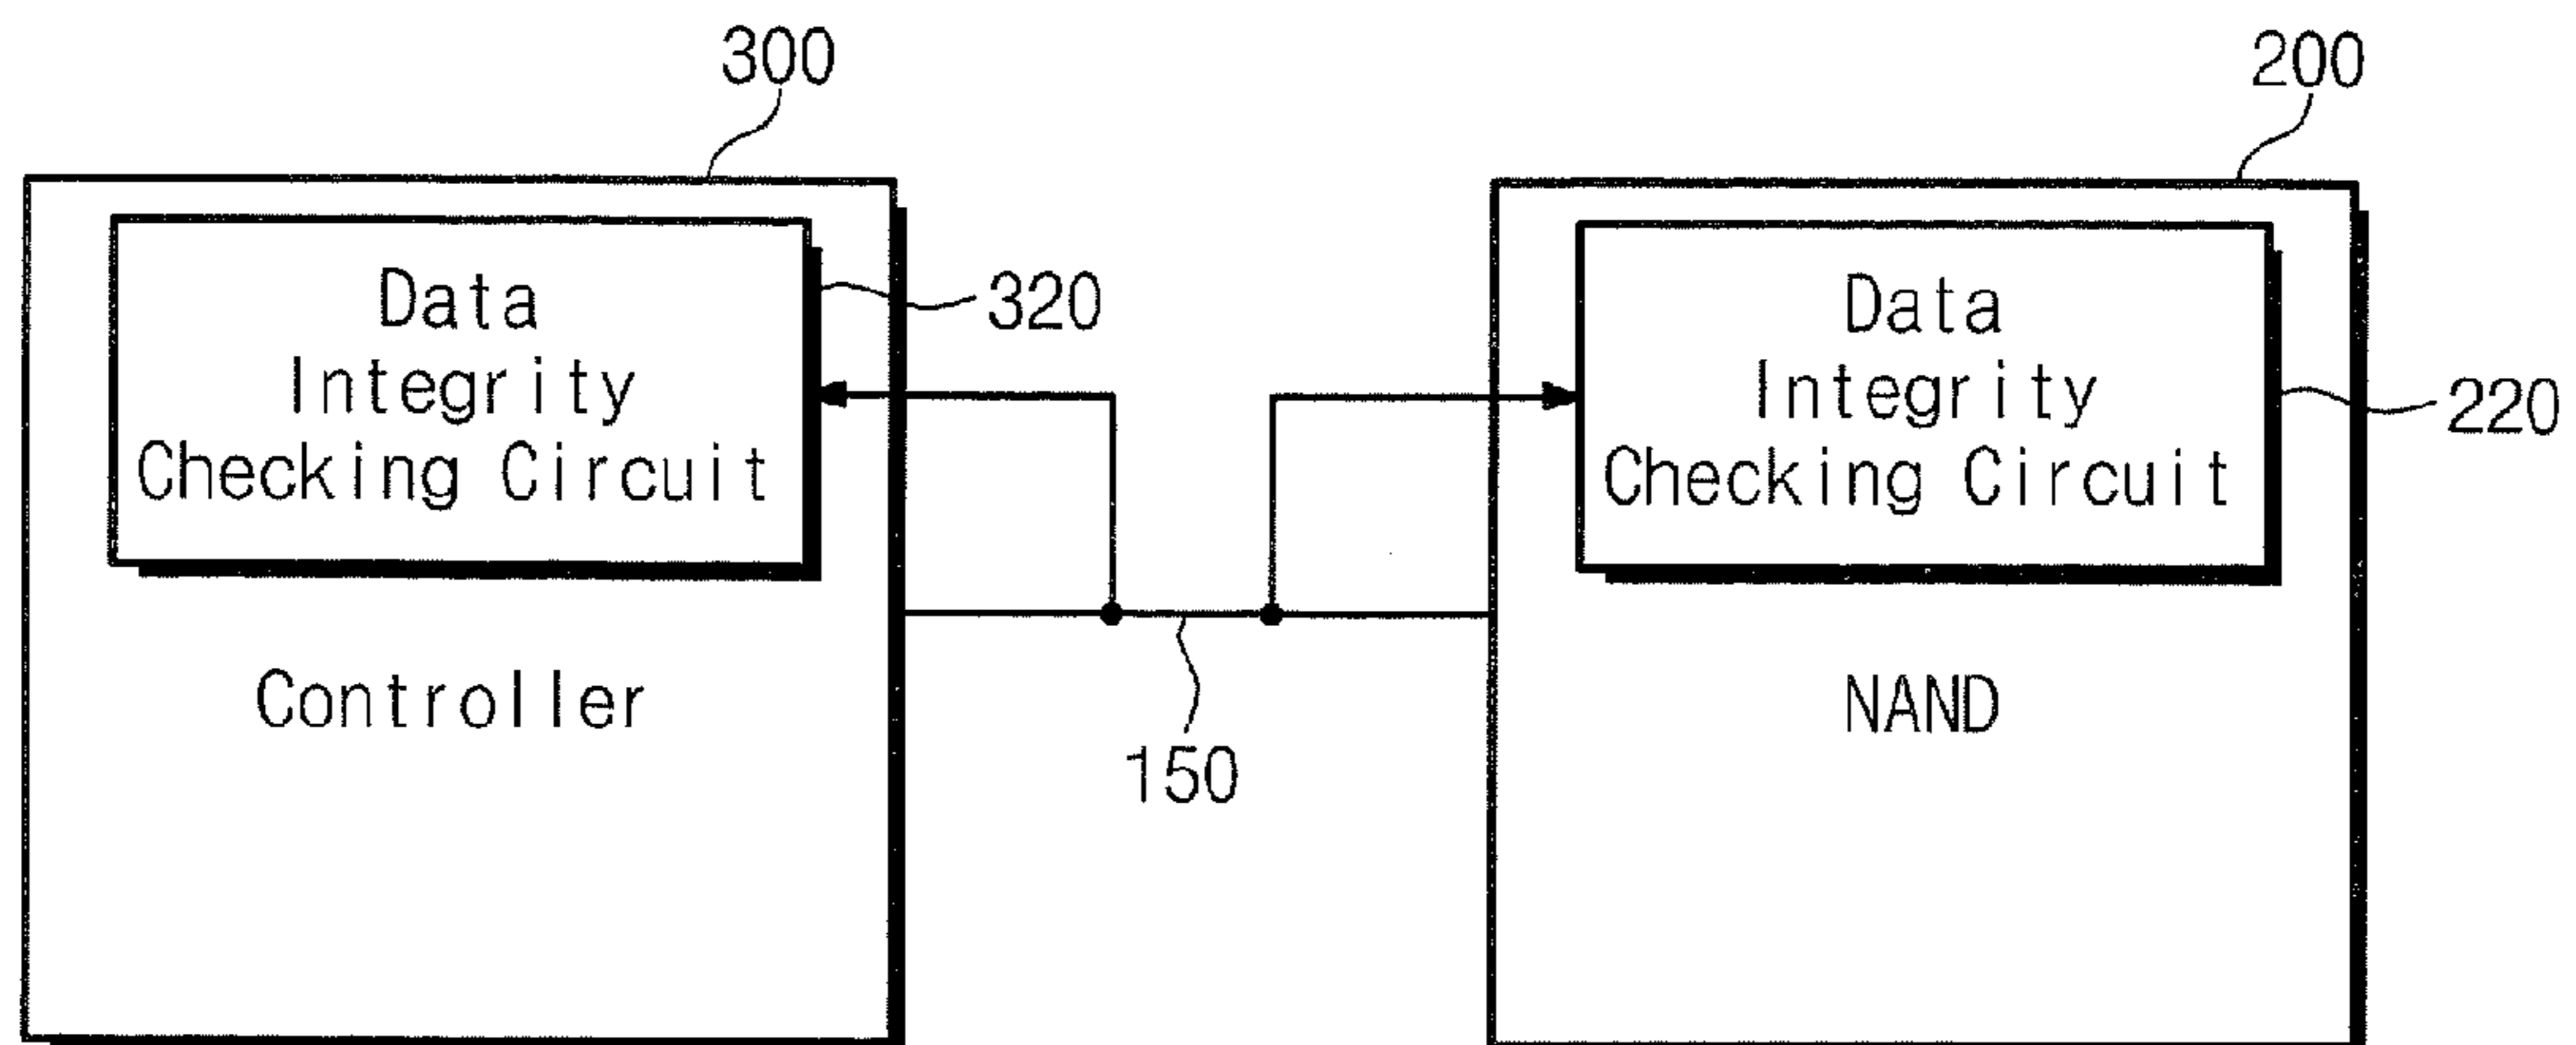 300
200
Data
Integrity
Checking Circuit
320
Data
Integrity
Checking Circuit
220
Controller
150
NAND